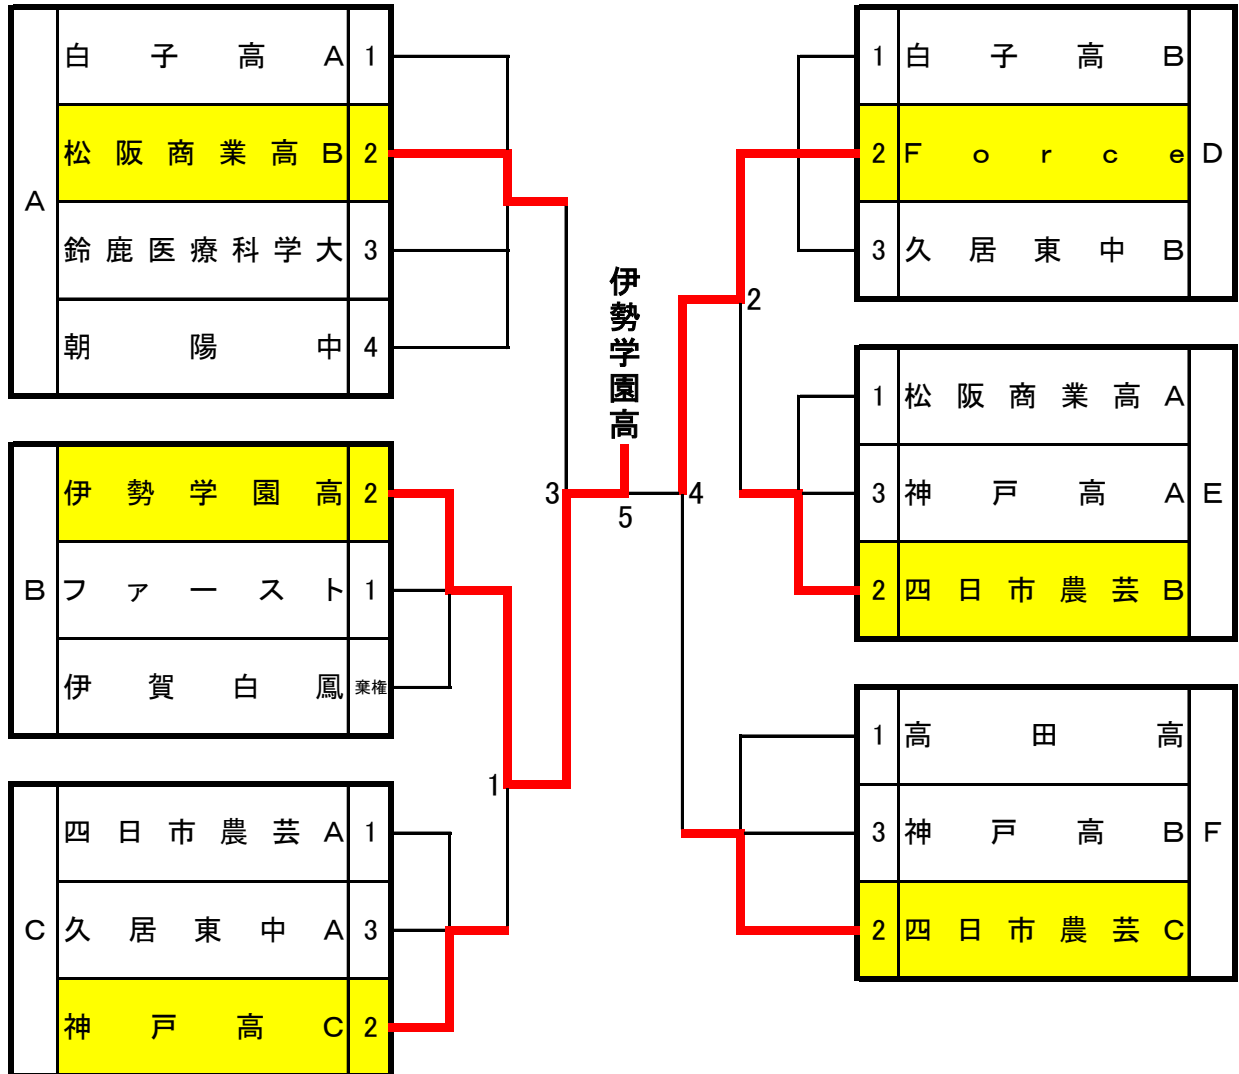 A
白子高A 1
松阪商業高B 2
鈴鹿医療科学大 3
朝陽中 4
B
伊勢学園高 2
ファースト 1
伊賀白鳳 棄権
C
四日市農芸A 1
久居東中A 3
神戸高C 2
1
3
伊勢学園高
5
4
2
1 白子高B
2 Force
3 久居東中B
D
1 松阪商業高A
3 神戸高A
2 四日市農芸B
E
1 高田高
3 神戸高B
2 四日市農芸C
F